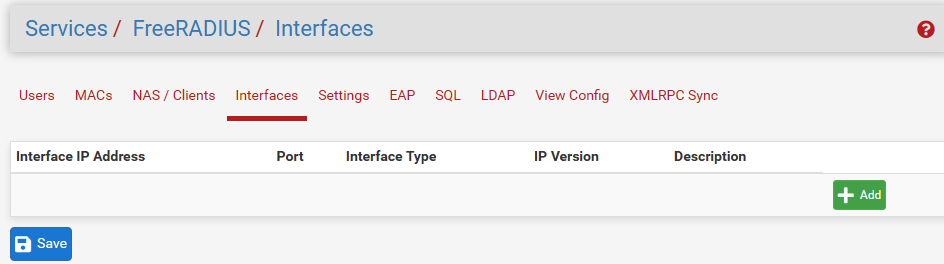 Services / FreeRADIUS / Interfaces ?
Users MACs NAS / Clients Interfaces Settings EAP SQL LDAP View Config XMLRPC Sync
Interface IP Address Port Interface Type IP Version Description
Add
Save